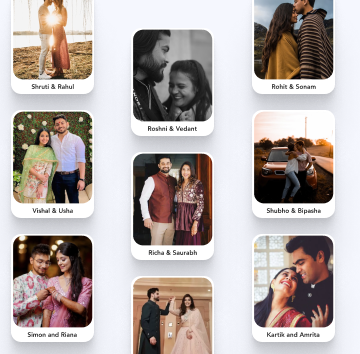 Shruti & Rahul
Roshni & Vedant
Rohit & Sonam
Vishal & Usha
Richa & Saurabh
Shubho & Bipasha
Simon and Riana
Kartik and Amrita